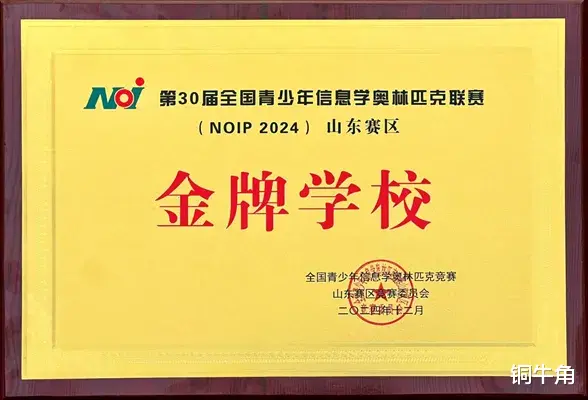 NOI 第30届全国青少年信息学奥林匹克联赛
（NOIP 2024） 山东赛区
金牌学校
全国青少年信息学奥林匹克竞赛
山东赛区竞赛委员会
二〇二四年十二月
铜牛角